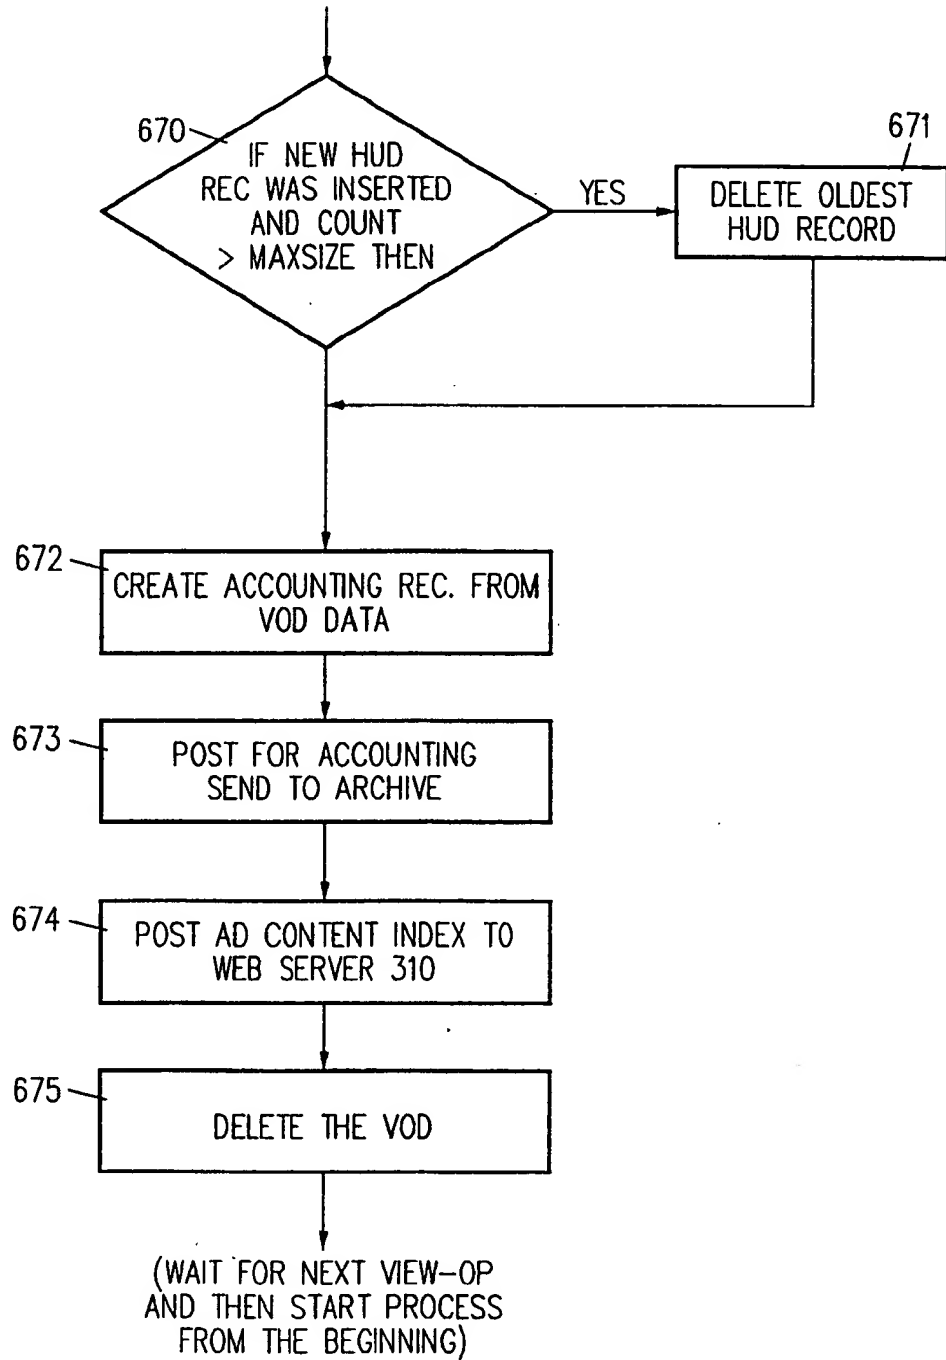 670
IF NEW HUD
REC WAS INSERTED
AND COUNT
> MAXSIZE THEN
YES
671
DELETE OLDEST
HUD RECORD
672
CREATE ACCOUNTING REC. FROM
VOD DATA
673
POST FOR ACCOUNTING
SEND TO ARCHIVE
674
POST AD CONTENT INDEX TO
WEB SERVER 310
675
DELETE THE VOD
(WAIT FOR NEXT VIEW-OP
AND THEN START PROCESS
FROM THE BEGINNING)